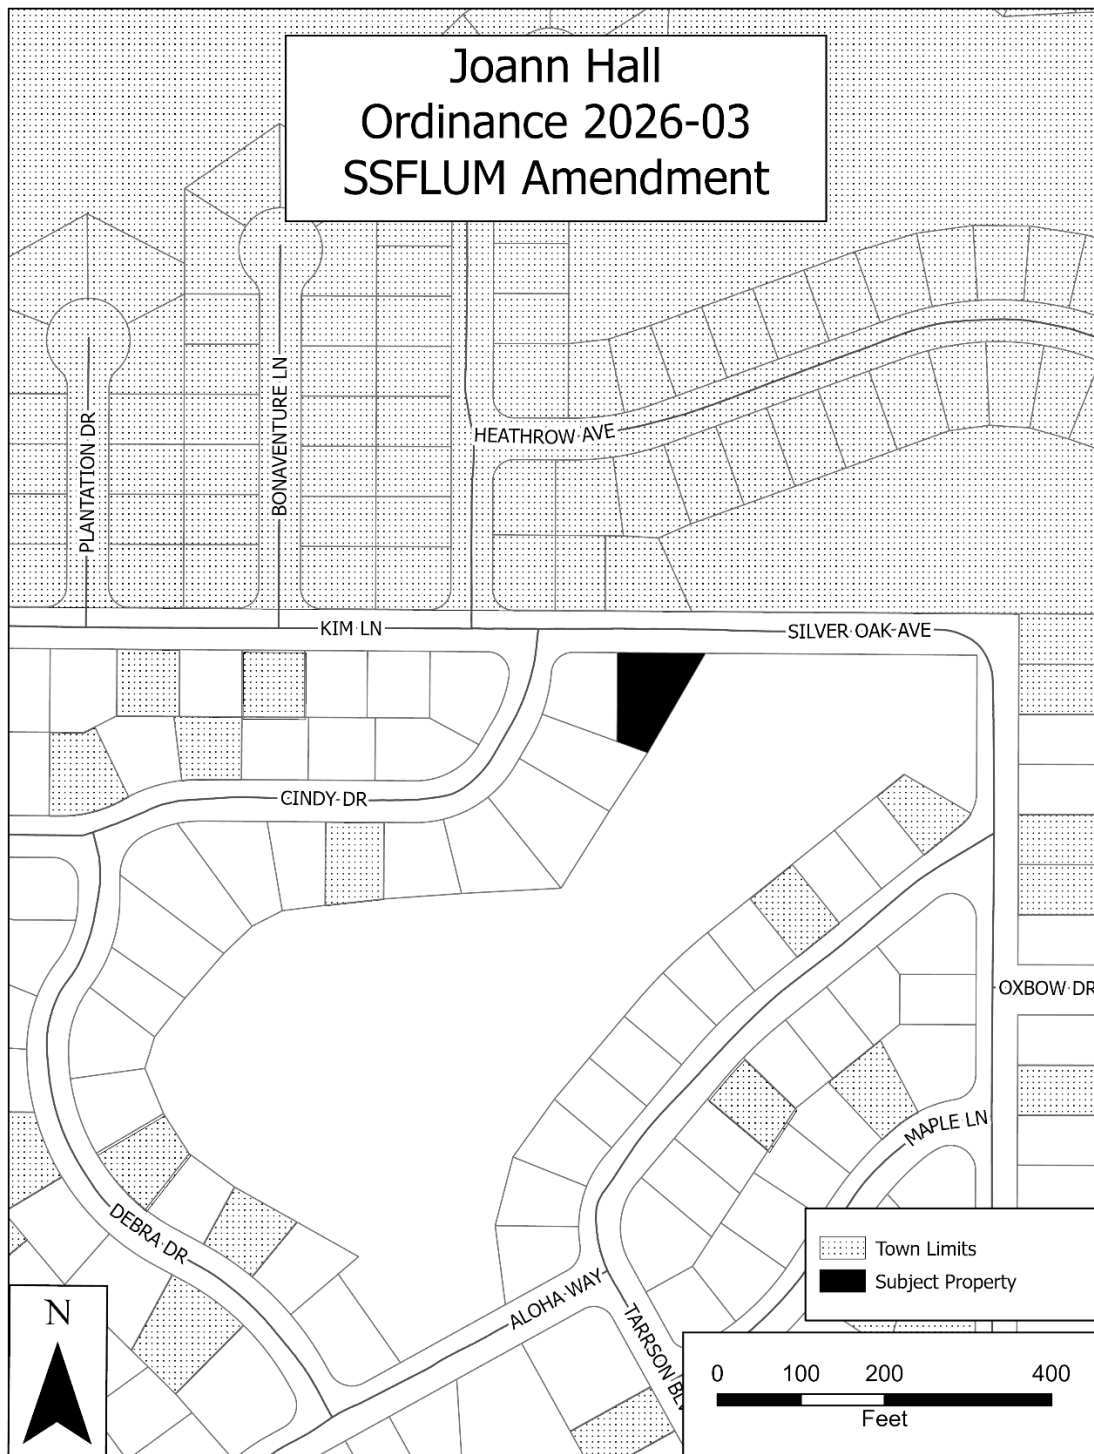 Joann Hall
Ordinance 2026-03
SSFLUM Amendment
PLANTATION DR
BONAVENTURE LN
HEATHROW AVE
KIM LN
SILVER OAK AVE
CINDY DR
OXBOW DR
MAPLE LN
DEBRA DR
ALOHA WAY
TARRSON BLV
Town Limits
Subject Property
N
0 100 200 400
Feet